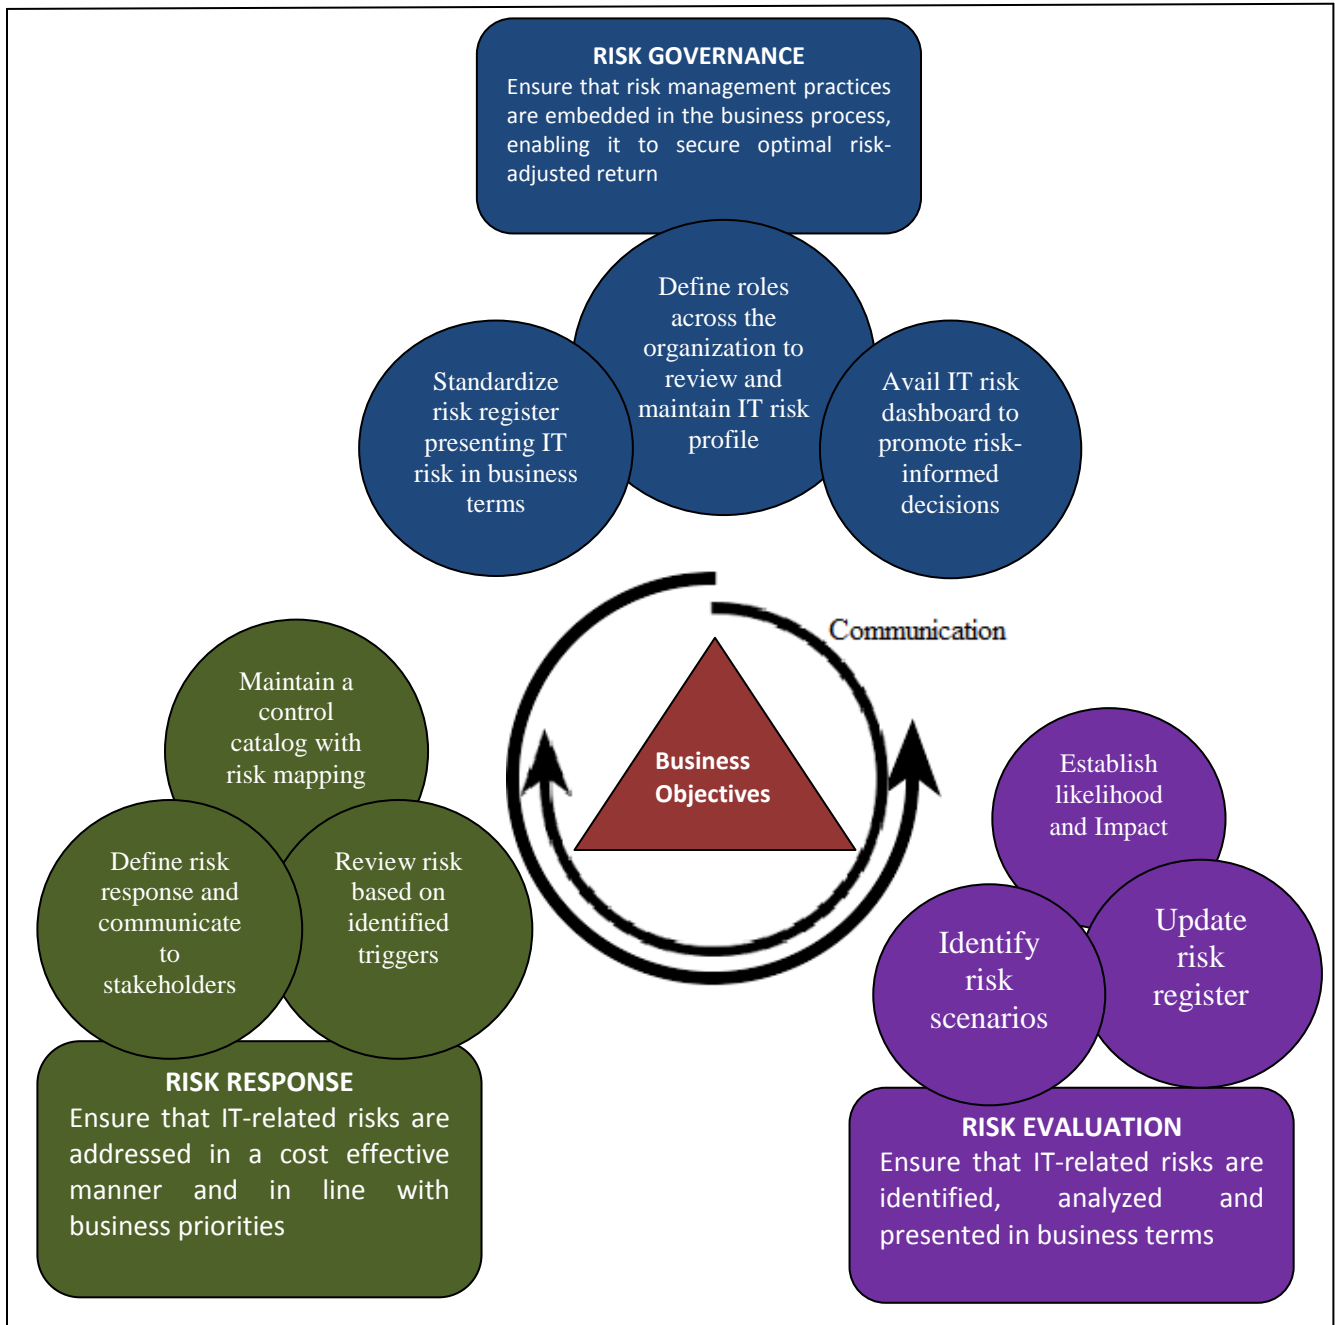 RISK GOVERNANCE
Ensure that risk management practices
are embedded in the business process,
enabling it to secure optimal risk-
adjusted return
Define roles
across the
organization to
review and
maintain IT risk
profile
Standardize
risk register
presenting IT
risk in business
terms
Avail IT risk
dashboard to
promote risk-
informed
decisions
Communication
Business
Objectives
Maintain a
control
catalog with
risk mapping
Define risk
response and
communicate
to
stakeholders
Review risk
based on
identified
triggers
RISK RESPONSE
Ensure that IT-related risks are
addressed in a cost effective
manner and in line with
business priorities
Establish
likelihood
and Impact
Identify
risk
scenarios
Update
risk
register
RISK EVALUATION
Ensure that IT-related risks are
identified, analyzed and
presented in business terms